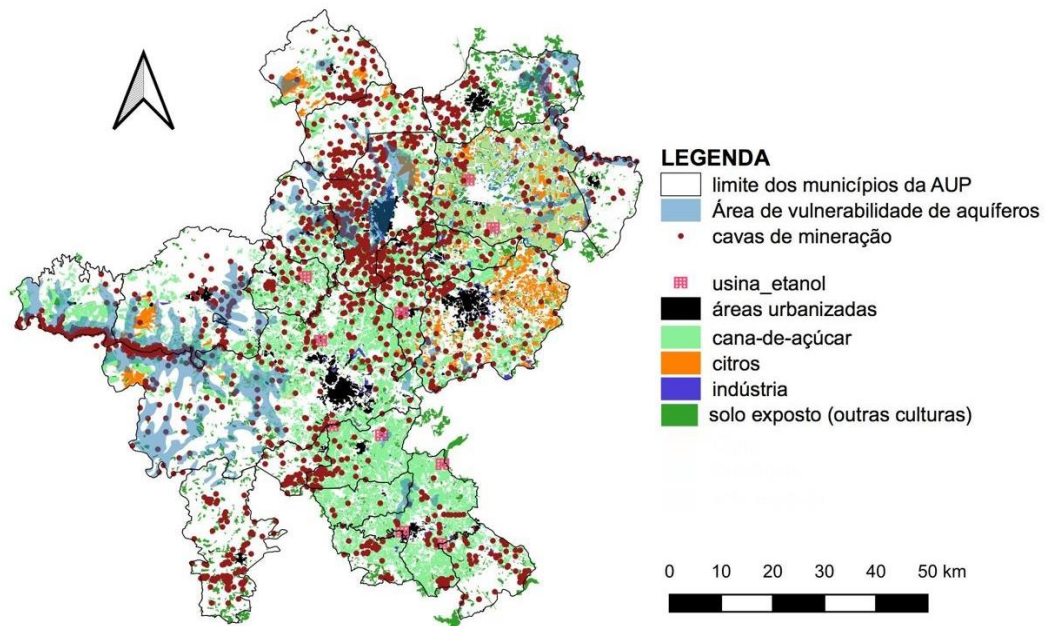 LEGENDA
limite dos municípios da AUP
Área de vulnerabilidade de aquíferos
cavas de mineração
usina_etanol
áreas urbanizadas
cana-de-açúcar
citros
indústria
solo exposto (outras culturas)
0 10 20 30 40 50 km